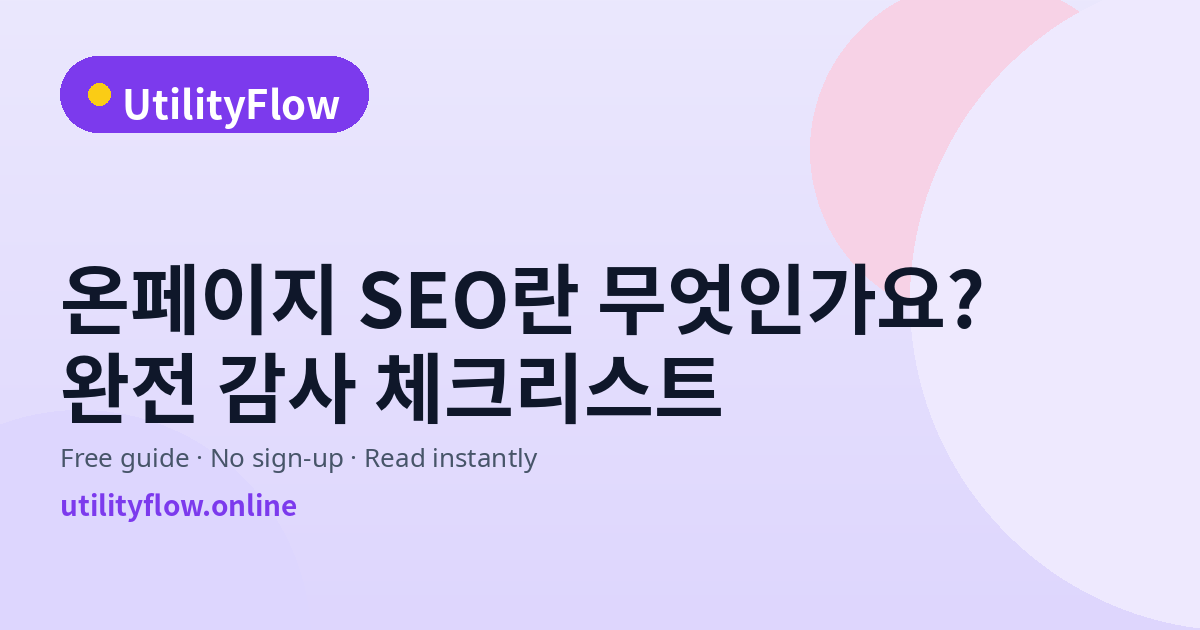 UtilityFlow
온페이지 SEO란 무엇인가요?
완전 감사 체크리스트
Free guide · No sign-up · Read instantly
utilityflow.online